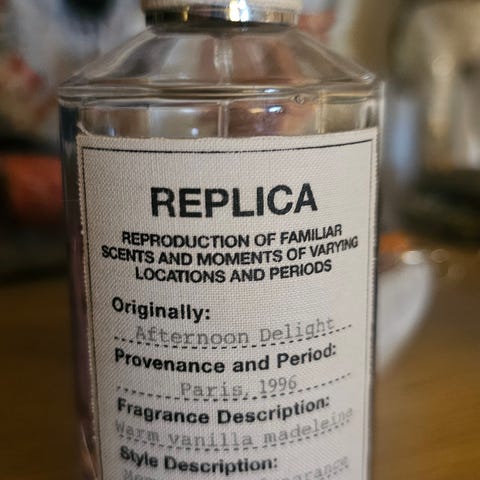 REPLICA
REPRODUCTION OF FAMILIAR
SCENTS AND MOMENTS OF VARYING
LOCATIONS AND PERIODS
Originally:
Afternoon Delight
Provenance and Period:
Paris, 1996
Fragrance Description:
Warm vanilla madeleine
Style Description: